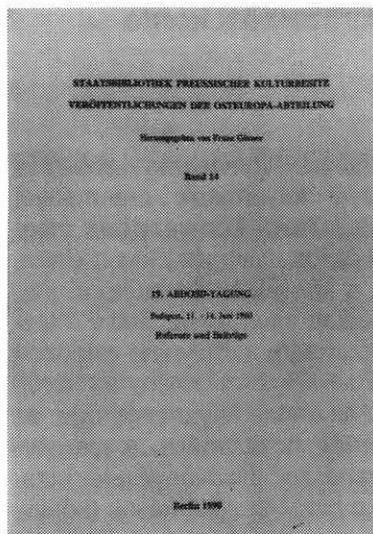 STAATSBIBLIOTHEK PREUSSISCHER KULTURBESITZ
VERÖFFENTLICHUNGEN DER OSTEUROPA-ABTEILUNG
Herausgegeben von Franz Görner
Band 14
19. ABDOSD-TAGUNG
Budapest, 11. - 14. Juni
Referate und Beiträge
Berlin 1990